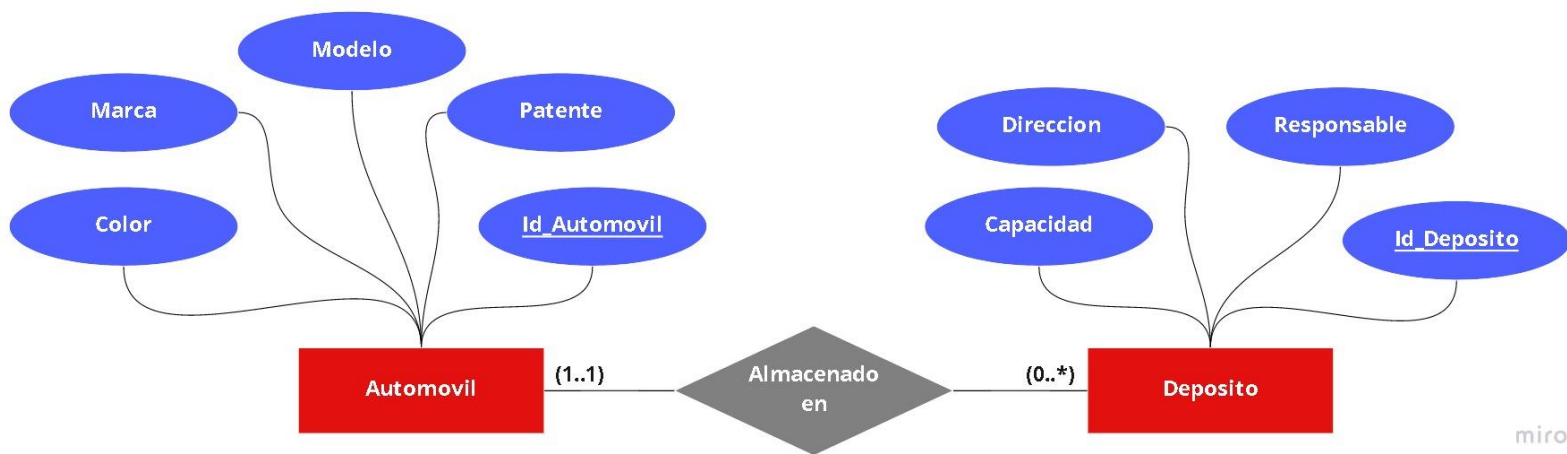 Modelo
Marca
Patente
Color
Id_Automovil
Direccion
Responsable
Capacidad
Id_Deposito
Automovil
(1..1)
Almacenado
en
(0..*)
Deposito
miro